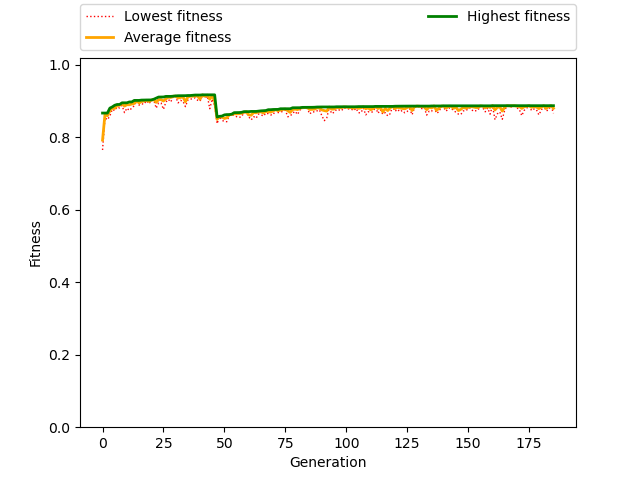 Lowest fitness
Average fitness
Highest fitness
1.0
0.8
0.6
0.4
0.2
0.0
Fitness
0 25 50 75 100 125 150 175
Generation